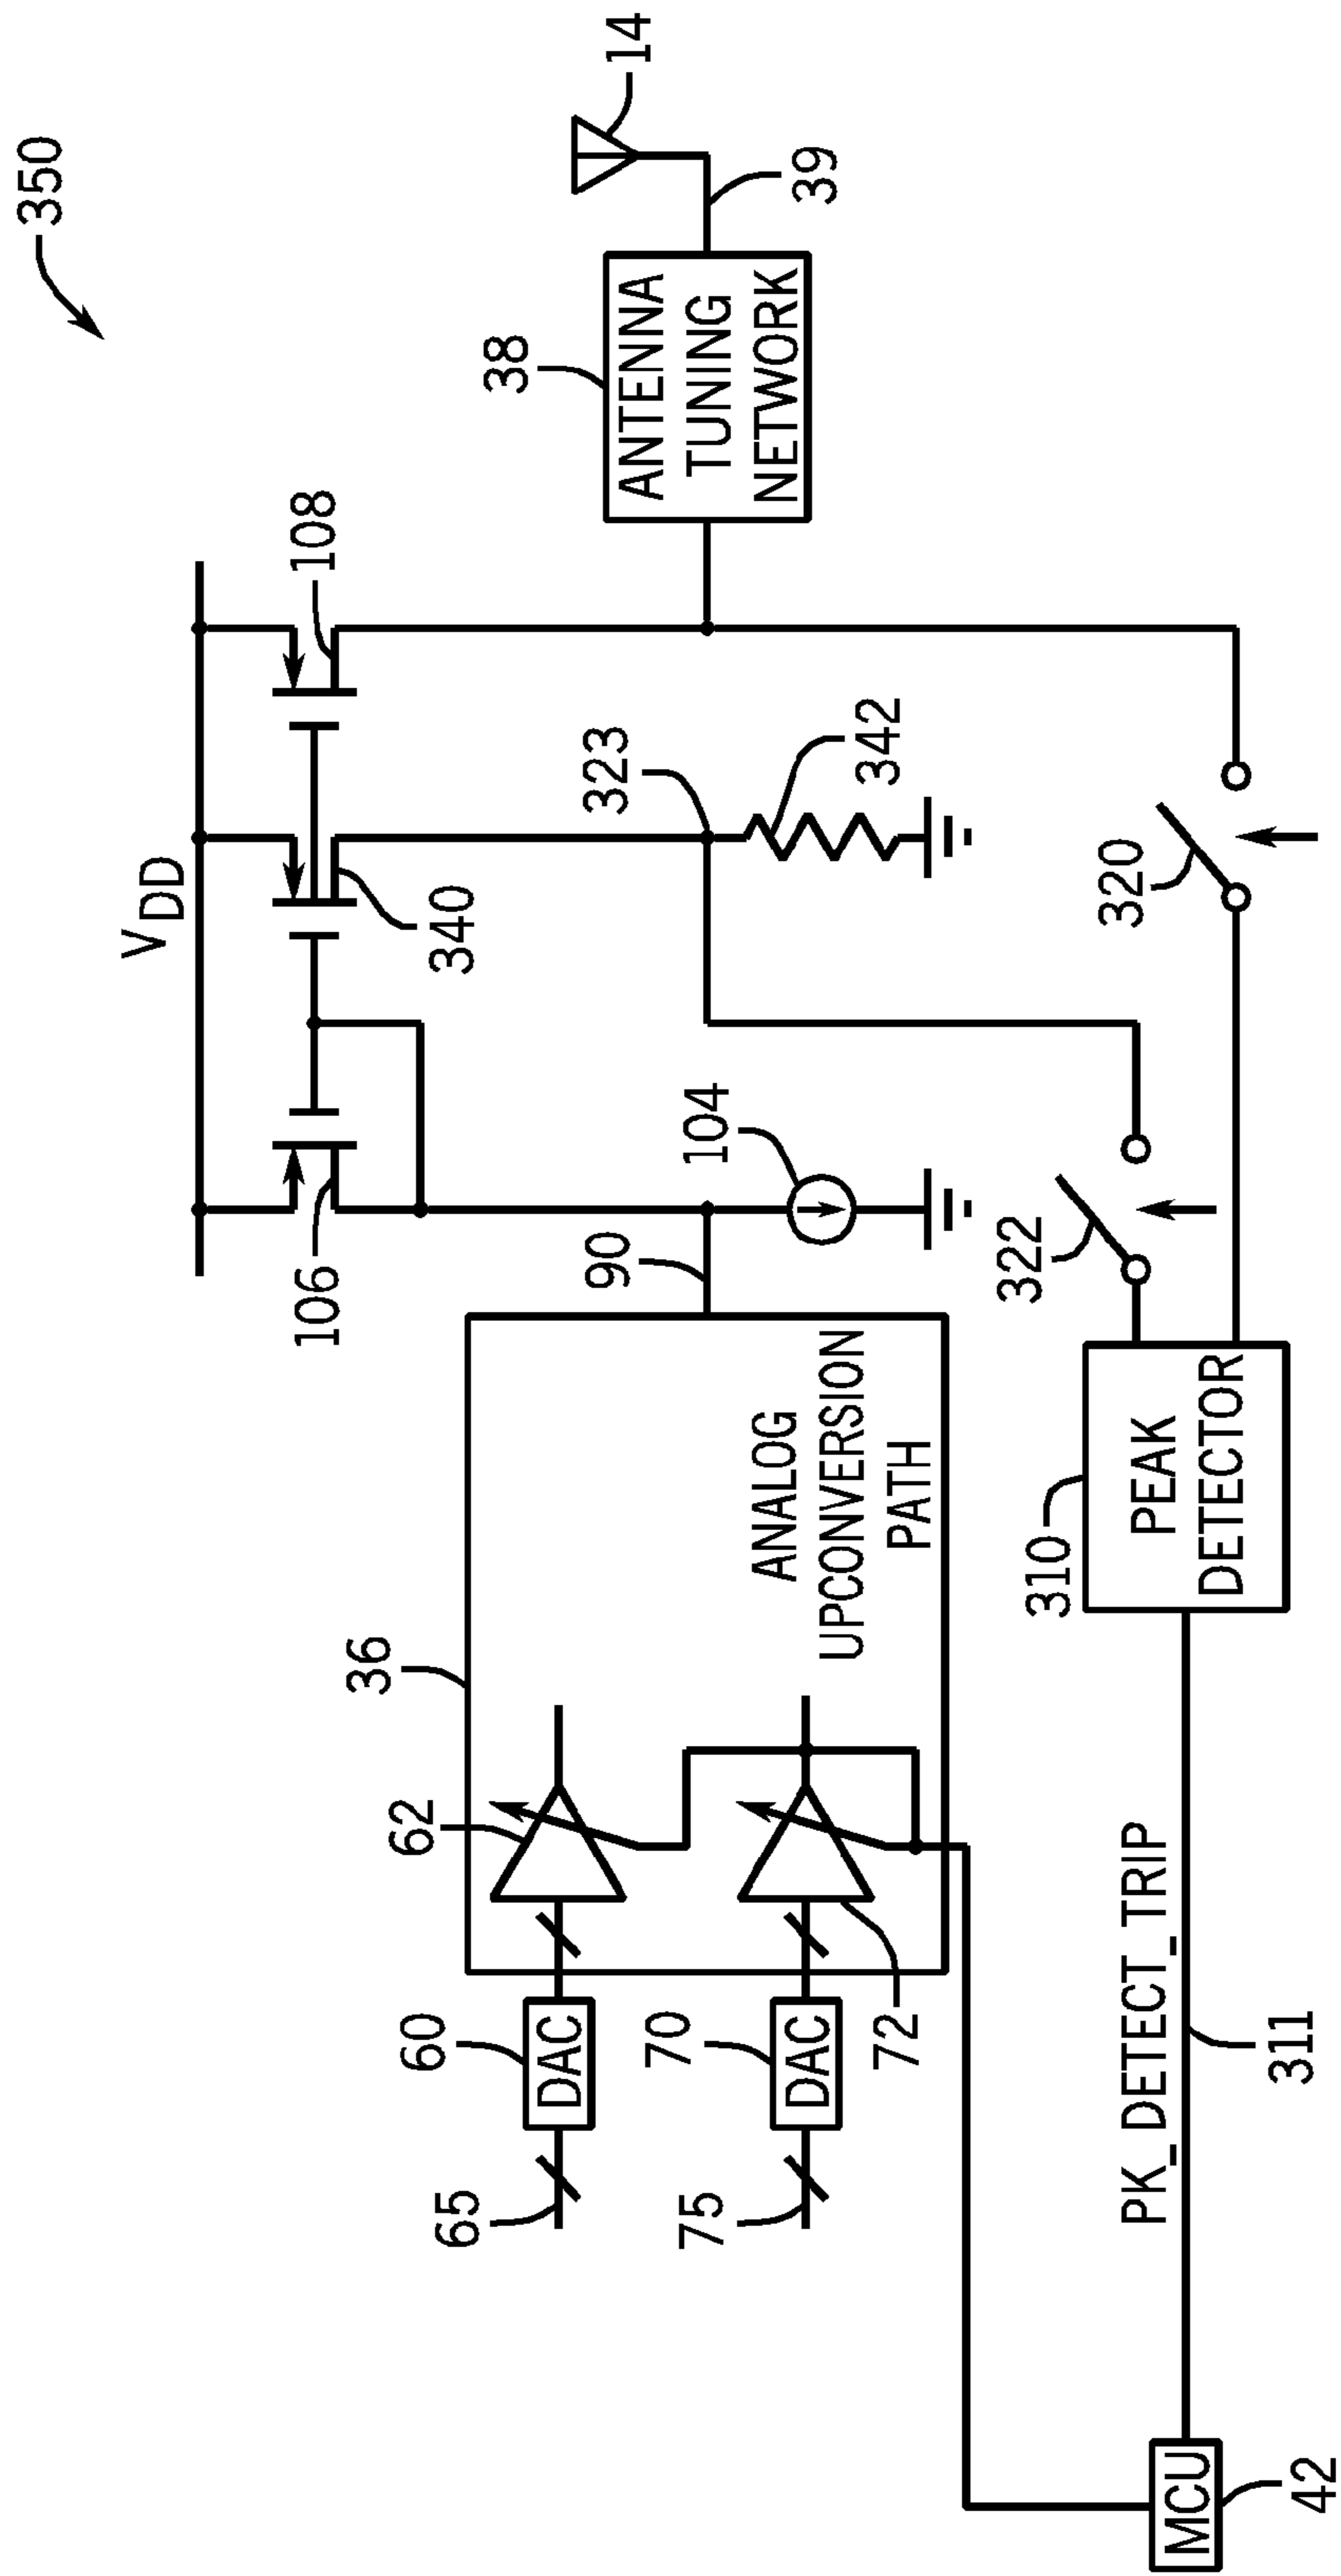 350
V DD
108
14
106
340
38
ANTENNA
TUNING
NETWORK
39
323
342
36
90
104
62
60
DAC
65
ANALOG
UPCONVERSION
PATH
70
DAC
75
72
322
320
310
PEAK
DETECTOR
PK_DETECT_TRIP
311
MCU
42